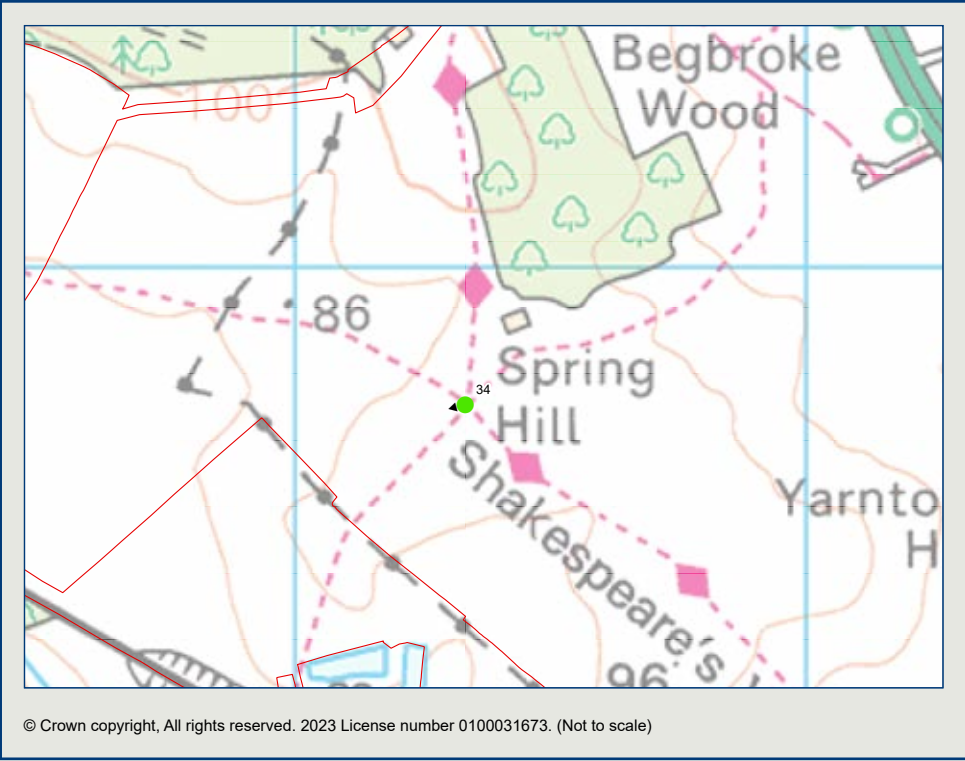 Begbroke
Wood
100
86
34
Spring
Hill
Shakespeare's
Yarnto
H
96
© Crown copyright, All rights reserved. 2023 License number 0100031673. (Not to scale)